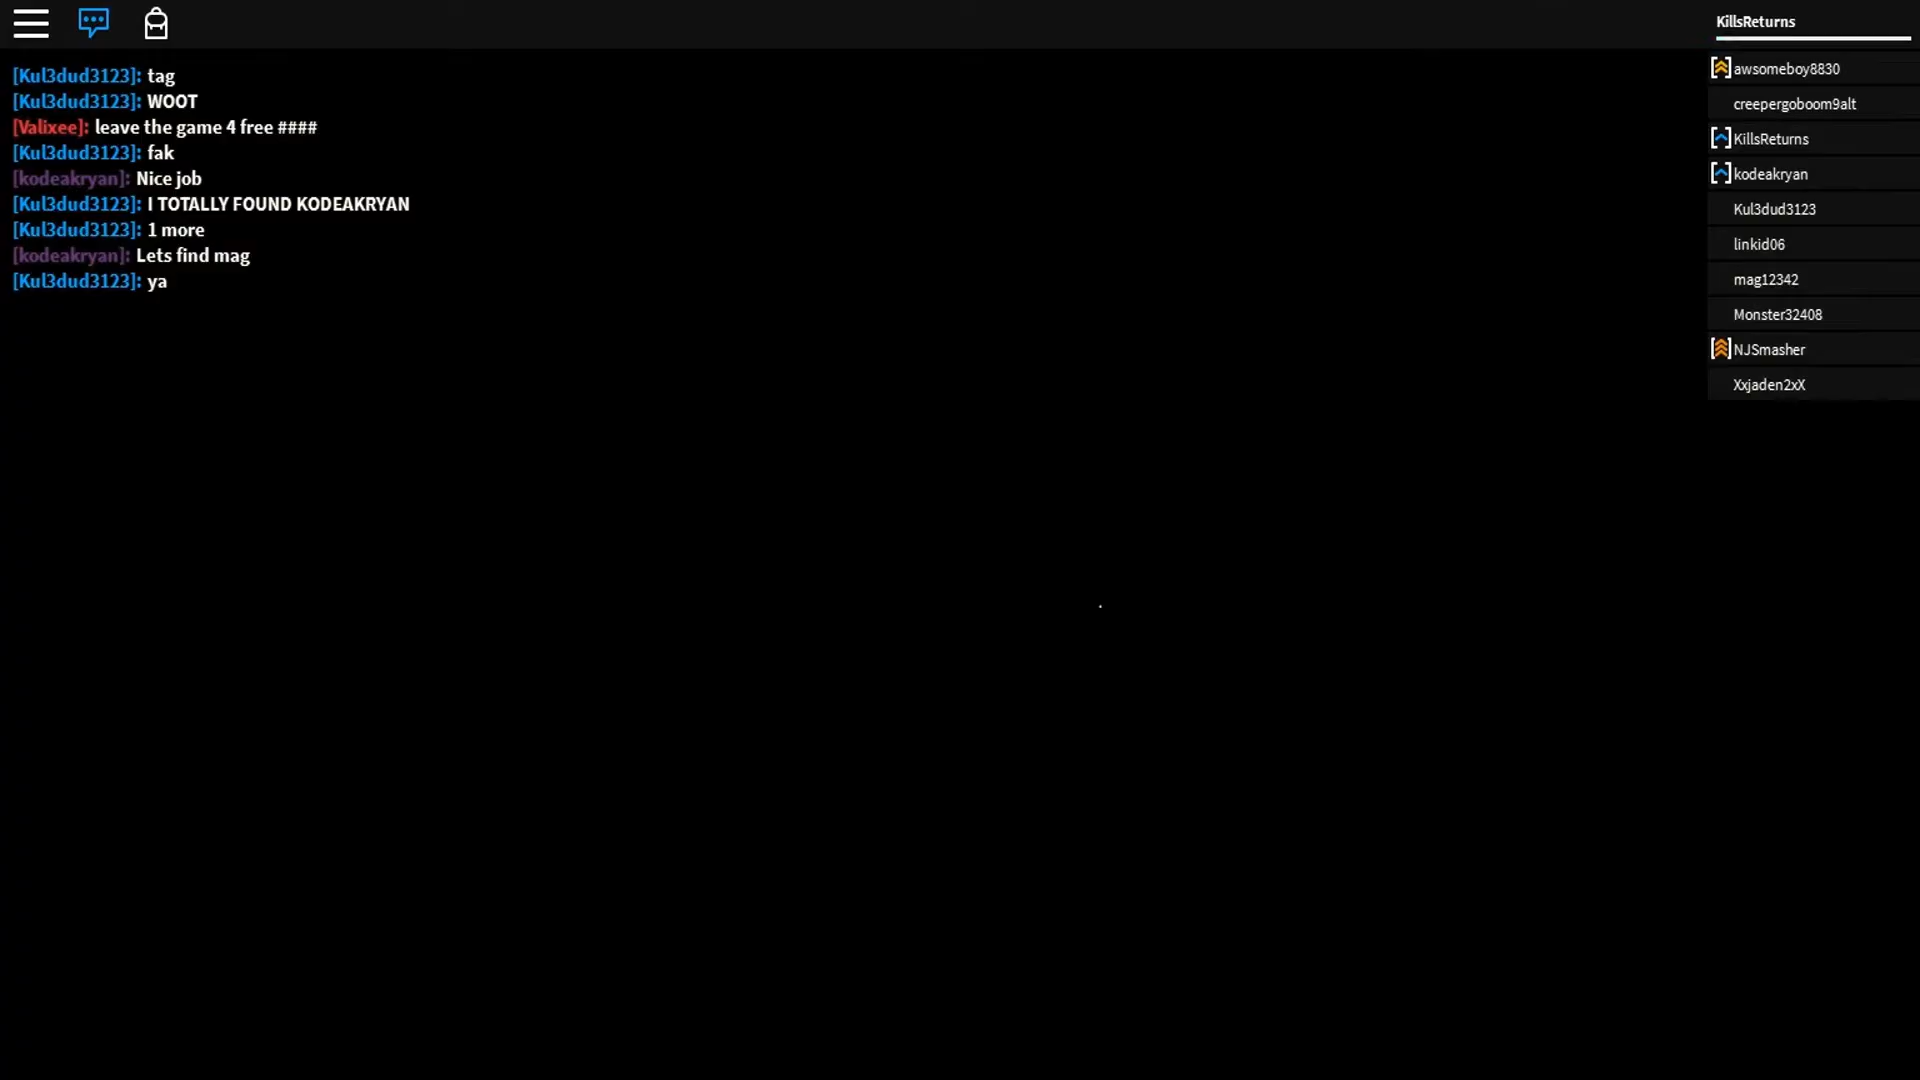 KillsReturns
[Kul3dud3123]: tag
[Kul3dud3123]: WOOT
[Valixee]: leave the game 4 free ####
[Kul3dud3123]: fak
[kodeakryan]: Nice job
[Kul3dud3123]: I TOTALLY FOUND KODEAKRYAN
[Kul3dud3123]: 1 more
[kodeakryan]: Lets find mag
[Kul3dud3123]: ya
awsomeboy8830
creepergoboom9alt
KillsReturns
kodeakryan
Kul3dud3123
linkid06
mag12342
Monster32408
NJSmasher
Xxjaden2xX